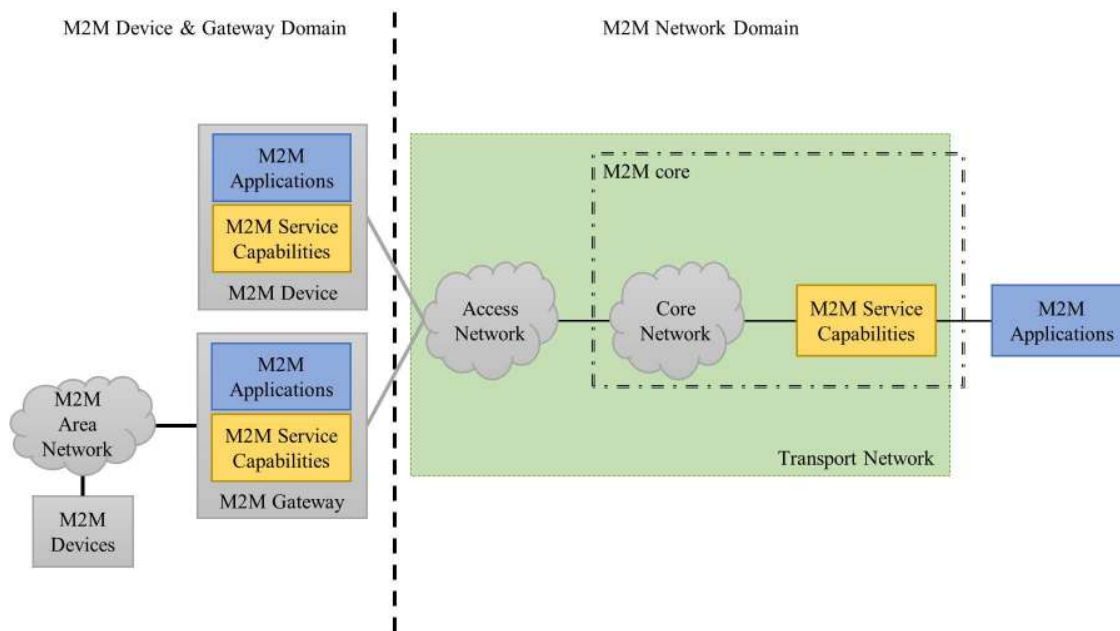 M2M Device & Gateway Domain
M2M Network Domain
M2M
Applications
M2M Service
Capabilities
M2M Device
M2M
Applications
M2M Service
Capabilities
M2M Gateway
M2M
Area
Network
M2M
Devices
M2M core
Access
Network
Core
Network
M2M Service
Capabilities
M2M
Applications
Transport Network